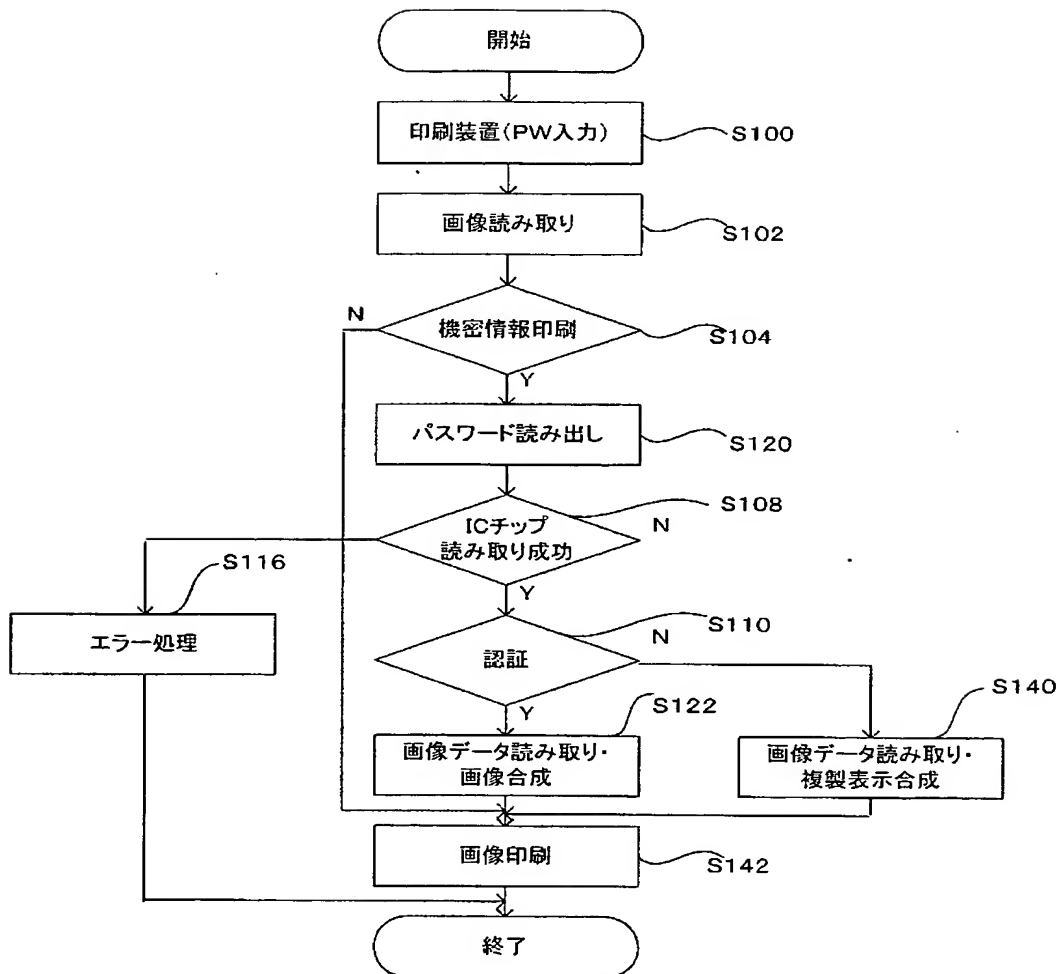 開始
印刷装置(PW入力)
S100
画像読み取り
S102
N
機密情報印刷
S104
Y
パスワード読み出し
S120
S108
ICチップ
読み取り成功
N
S116
Y
エラー処理
S110
N
認証
S140
Y
S122
画像データ読み取り・
画像合成
画像データ読み取り・
複製表示合成
画像印刷
S142
終了